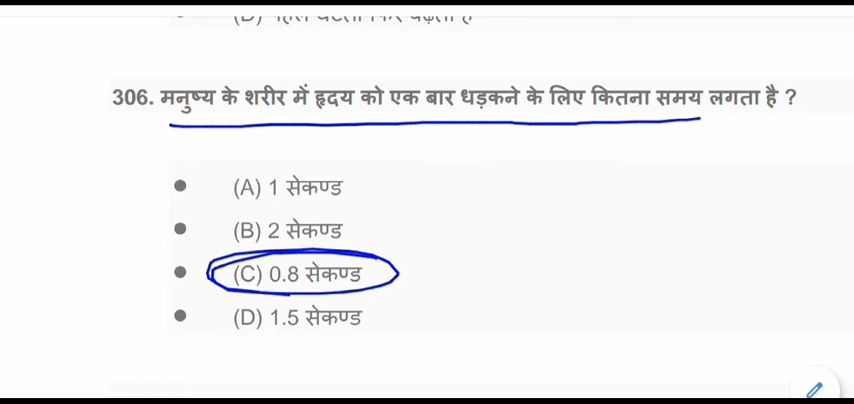 306. मनुष्य के शरीर में हृदय को एक बार धड़कने के लिए कितना समय लगता है ?
(A) 1 सेकण्ड
(B) 2 सेकण्ड
(C) 0.8 सेकण्ड
(D) 1.5 सेकण्ड